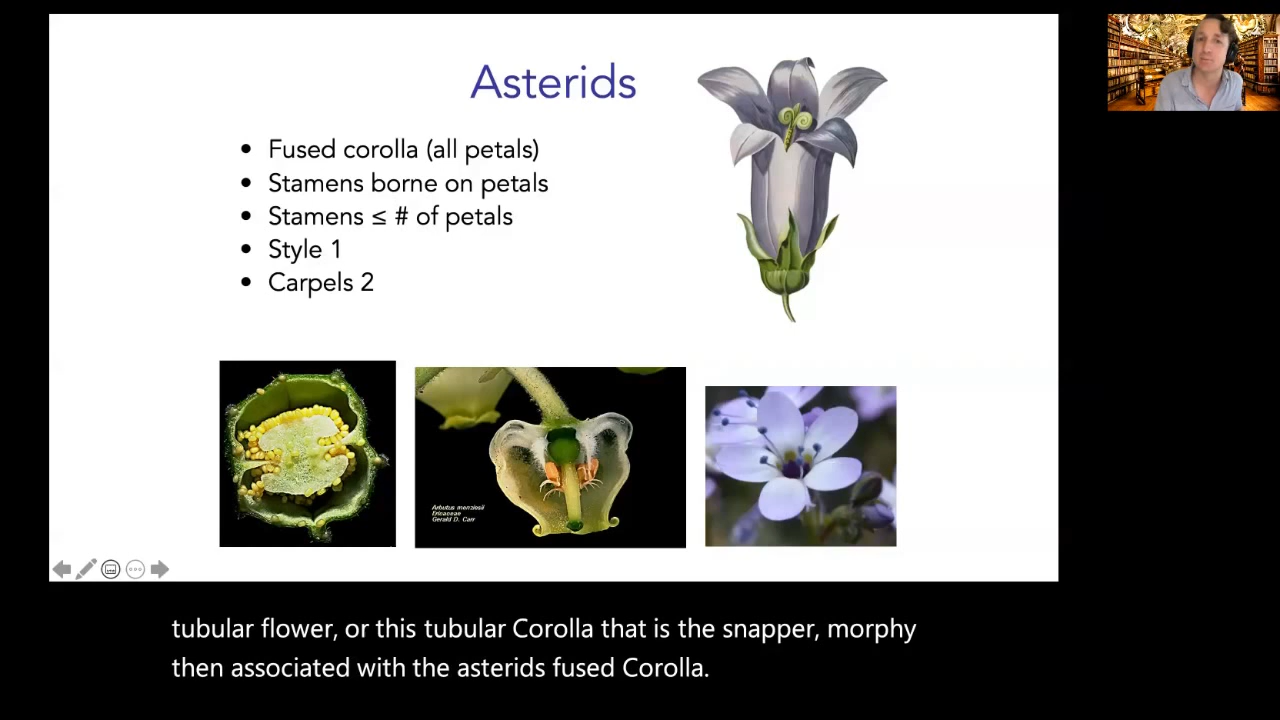 Asterids
• Fused corolla (all petals)
• Stamens borne on petals
• Stamens ≤ # of petals
• Style 1
• Carpels 2
Arbutus menziesii
Ericaceae
Gerald D. Carr
tubular flower, or this tubular Corolla that is the snapper, morphy
then associated with the asterids fused Corolla.